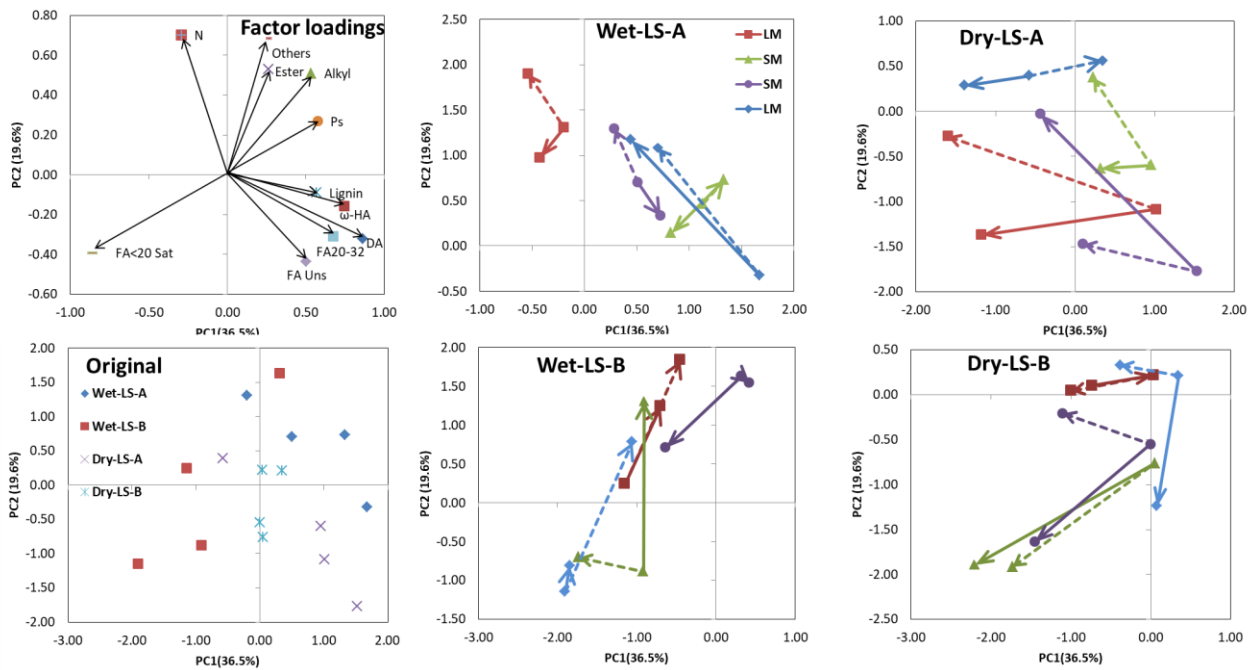 Factor loadings
PC2 (19.6%)
0.80
0.60
0.40
0.20
0.00
0.20
0.40
0.60
N
Others
Ester
Alkyl
Ps
Lignin
ω-HA
DA
FA20-32
FA Uns
FA<20 Sat
-1.00 -0.50 0.00 0.50 1.00
PC1(36.5%)
Wet-LS-A
PC2 (19.6%)
2.50
2.00
1.50
1.00
0.50
0.00
0.50
LM
SM
SM
LM
-1.00 -0.50 0.00 0.50 1.00 1.50 2.00
PC1(36.5%)
Dry-LS-A
PC2 (19.6%)
1.00
0.50
0.00
-0.50
-1.00
-1.50
-2.00
-2.00 -1.00 0.00 1.00 2.00
PC1(36.5%)
Original
PC2 (19.6%)
2.00
1.50
1.00
0.50
0.00
-0.50
-1.00
-1.50
-2.00
Wet-LS-A
Wet-LS-B
Dry-LS-A
Dry-LS-B
-3.00 -2.00 -1.00 0.00 1.00 2.00
PC1(36.5%)
Wet-LS-B
PC2 (19.6%)
2.00
1.50
1.00
0.50
0.00
-0.50
-1.00
-1.50
-3.00 -2.00 -1.00 0.00 1.00
PC1(36.5%)
Dry-LS-B
PC2 (19.6%)
0.50
0.00
-0.50
-1.00
-1.50
-2.00
-2.50
-3.00 -2.00 -1.00 0.00 1.00
PC1(36.5%)